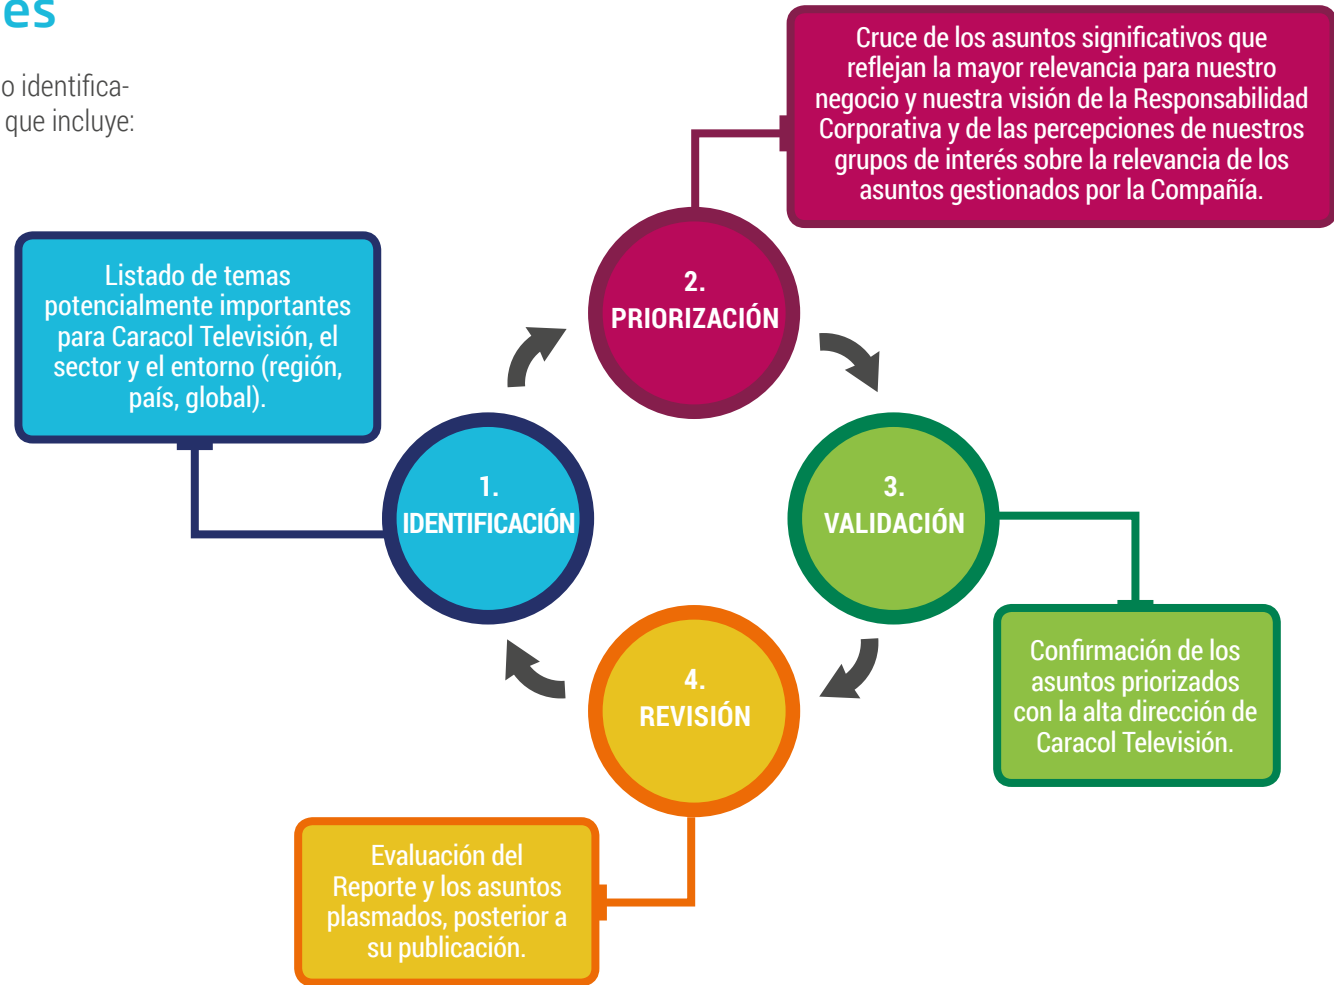 es
o identifica-
que incluye:
Cruce de los asuntos significativos que
reflejan la mayor relevancia para nuestro
negocio y nuestra visión de la Responsabilidad
Corporativa y de las percepciones de nuestros
grupos de interés sobre la relevancia de los
asuntos gestionados por la Compañía.
Listado de temas
potencialmente importantes
para Caracol Televisión, el
sector y el entorno (región,
país, global).
2.
PRIORIZACIÓN
1.
IDENTIFICACIÓN
3.
VALIDACIÓN
4.
REVISIÓN
Confirmación de los
asuntos priorizados
con la alta dirección de
Caracol Televisión.
Evaluación del
Reporte y los asuntos
plasmados, posterior a
su publicación.